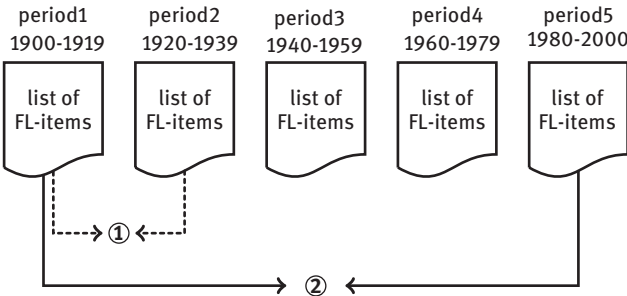 period1 period2 period3 period4 period5
1900-1919 1920-1939 1940-1959 1960-1979 1980-2000
list of list of list of list of list of
FL-items FL-items FL-items FL-items FL-items
①
②